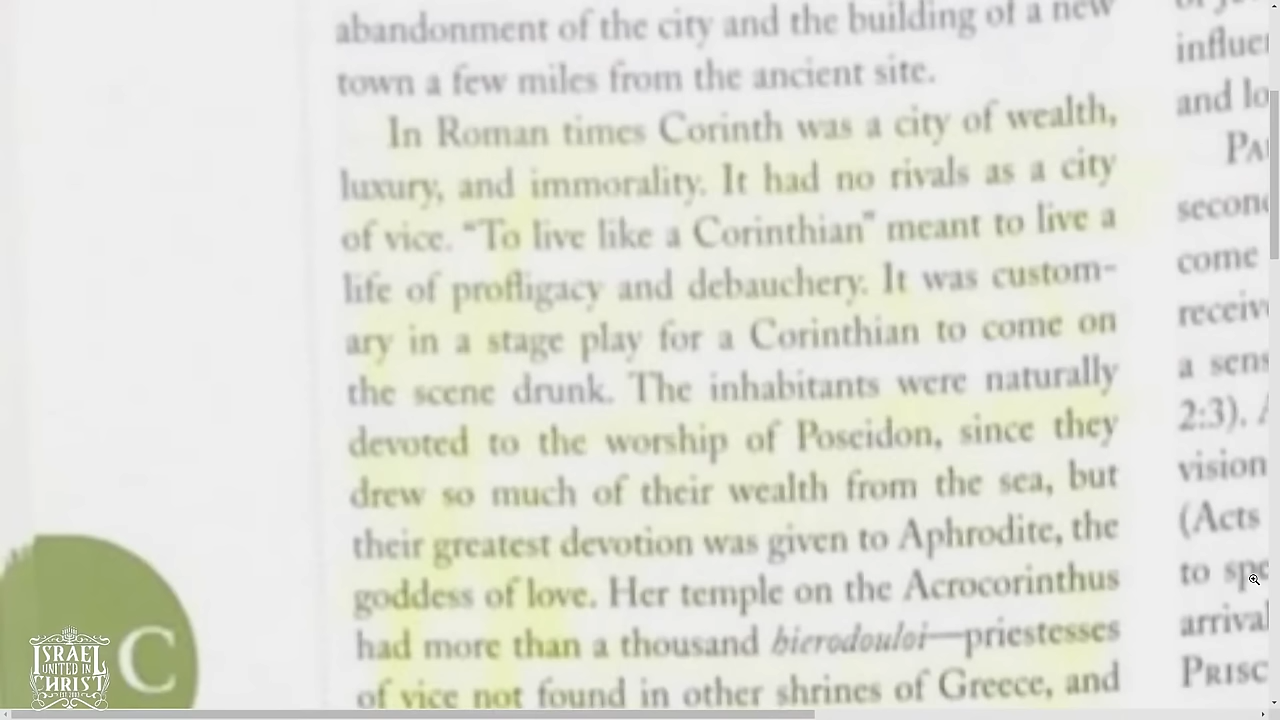 abandonment of the city and the building of a new
town a few miles from the ancient site.
In Roman times Corinth was a city of wealth,
luxury, and immorality. It had no rivals as a city
of vice. “To live like a Corinthian” meant to live a
life of profligacy and debauchery. It was custom-
ary in a stage play for a Corinthian to come on
the scene drunk. The inhabitants were naturally
devoted to the worship of Poseidon, since they
drew so much of their wealth from the sea, but
their greatest devotion was given to Aphrodite, the
goddess of love. Her temple on the Acrocorinthus
had more than a thousand hierodouloi—priestesses
of vice not found in other shrines of Greece, and
and lo
PA
secon
come
receiv
a sens
2:3).
vision
(Acts
to spe
arrival
PRISC
C
ISRAEL
UNITED IN
CHRIST